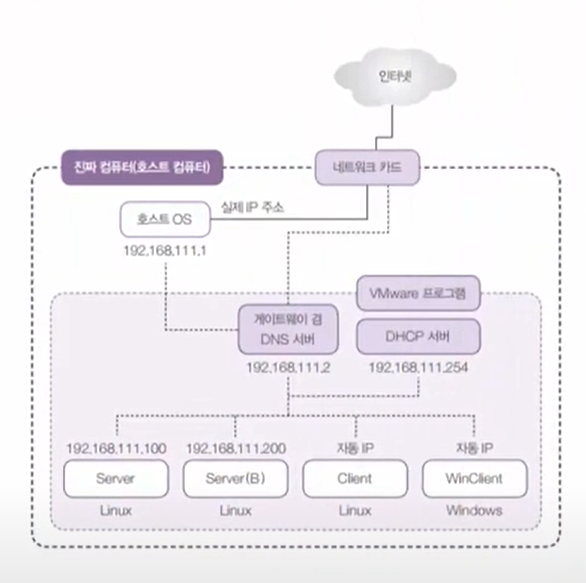 인터넷
진짜 컴퓨터(호스트 컴퓨터)
네트워크 카드
실제 IP 주소
호스트 OS
192.168.111.1
VMware 프로그램
게이트웨이 겸
DNS 서버
DHCP 서버
192.168.111.2
192.168.111.254
192.168.111.100
192.168.111.200
자동 IP
자동 IP
Server
Server(B)
Client
WinClient
Linux
Linux
Linux
Windows